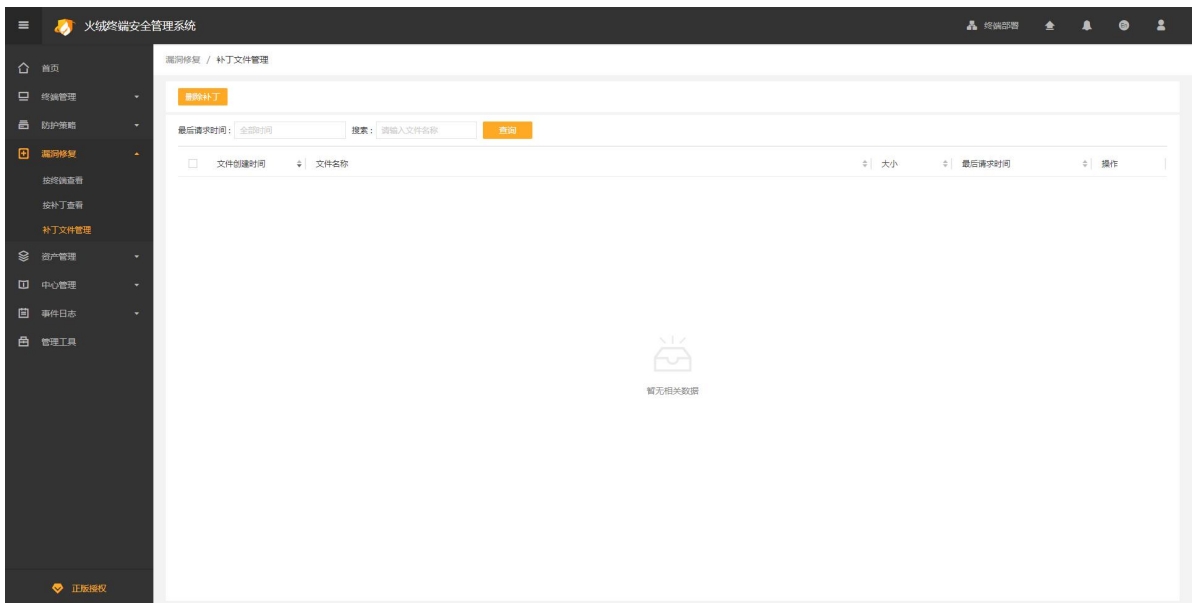 火绒终端安全管理系统
终端部署
首页
终端管理
防护策略
漏洞修复
按终端查看
按补丁查看
补丁文件管理
资产管理
中心管理
事件日志
管理工具
正版授权
漏洞修复 / 补丁文件管理
删除补丁
最后请求时间： 全部时间 搜索： 请输入文件名称 查询
文件创建时间 文件名称 大小 最后请求时间 操作
暂无相关数据